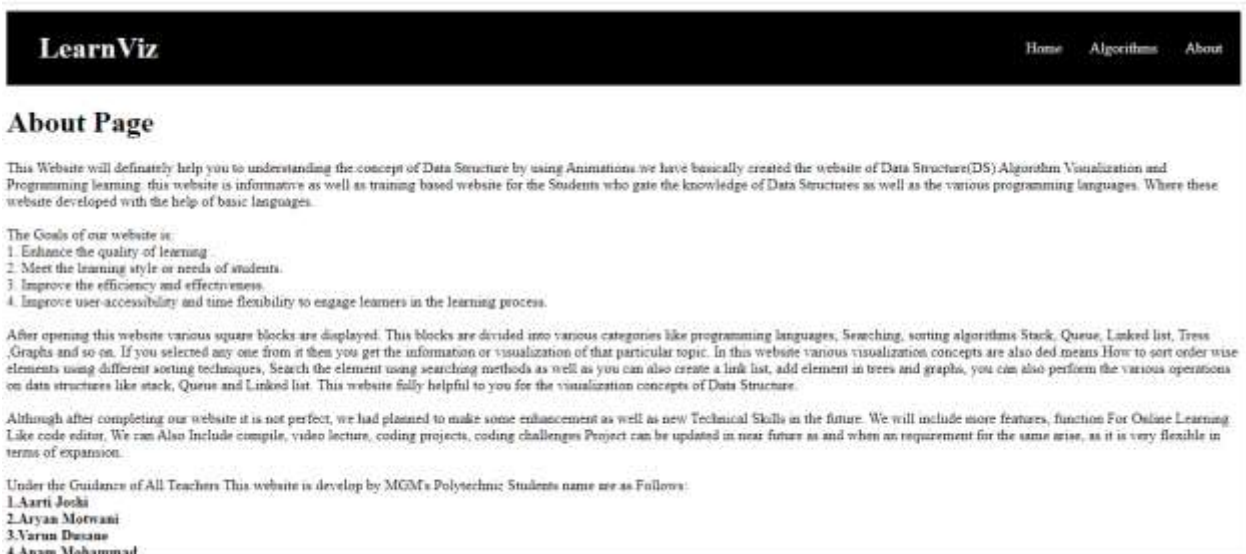 LearnViz
Home Algorithms About
About Page
This Website will definately help you to understanding the concept of Data Structure by using Animations.we have basically created the website of Data Structure(DS) Algorithm Visualization and
Programming learning. this website is informative as well as training based website for the Students who gate the knowledge of Data Structures as well as the various programming languages. Where these
website developed with the help of basic languages.
The Goals of our website is:
1. Enhance the quality of learning .
2. Meet the learning style or needs of students.
3. Improve the efficiency and effectiveness.
4. Improve user-accessibility and time flexibility to engage learners in the learning process.
After opening this website various square blocks are displayed. This blocks are divided into various categories like programming languages, Searching, sorting algorithms Stack, Queue, Linked list, Tress
,Graphs and so on. If you selected any one from it then you get the information or visualization of that particular topic. In this website various visualization concepts are also ded means How to sort order wise
elements using different sorting techniques, Search the element using searching methods as well as you can also create a link list, add element in trees and graphs, you can also perform the various operations
on data structures like stack, Queue and Linked list. This website fully helpful to you for the visualization concepts of Data Structure.
Although after completing our website it is not perfect, we had planned to make some enhancement as well as new Technical Skills in the future. We will include more features, function For Online Learning
Like code editor, We can Also Include compile, video lecture, coding projects, coding challenges Project can be updated in near future as and when an requirement for the same arise, as it is very flexible in
terms of expansion.
Under the Guidance of All Teachers This website is develop by MGM's Polytechnic Students name are as Follows:
1.Aarti Joshi
2.Aryan Motwani
3.Varun Dusane
4.Anam Mohammad